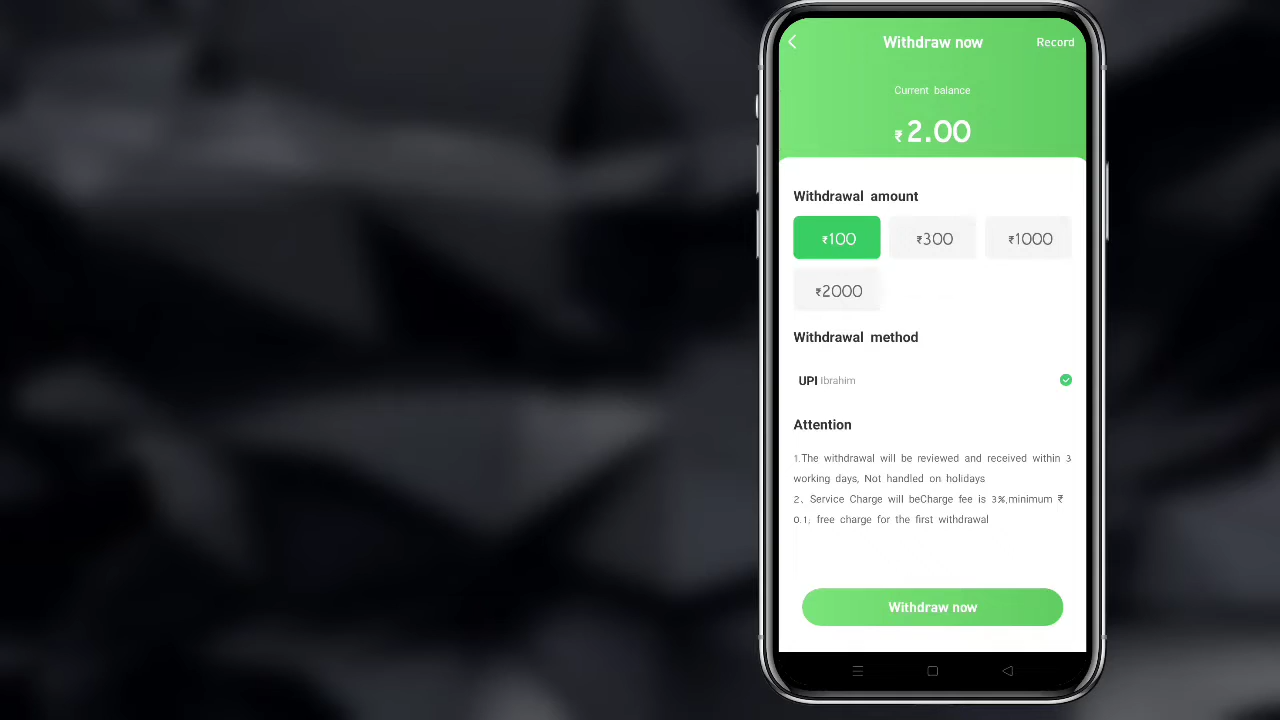 Withdraw now
Record
Current balance
₹ 2.00
Withdrawal amount
₹100
₹300
₹1000
₹2000
Withdrawal method
UPI Ibrahim
Attention
1.The withdrawal will be reviewed and received within 3
working days, Not handled on holidays
2、Service Charge will beCharge fee is 3%,minimum ₹
0.1, free charge for the first withdrawal
Withdraw now